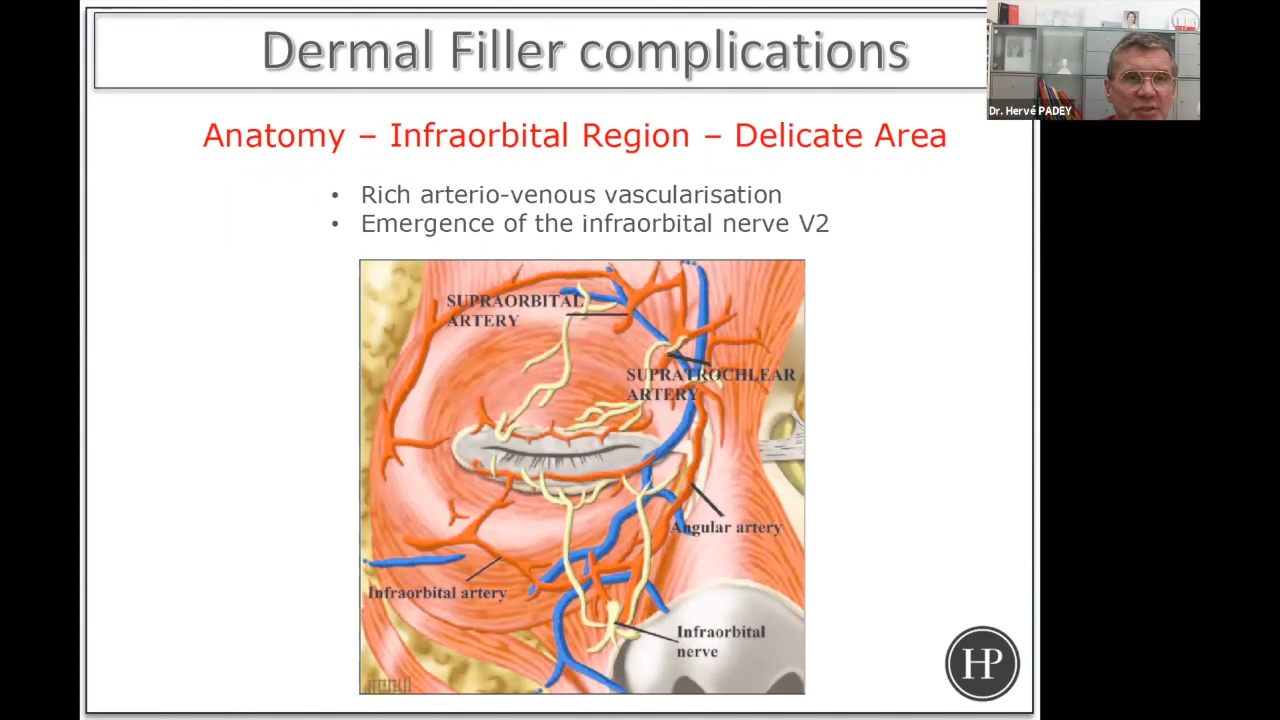 Dermal Filler complications
Dr. Hervé PADEY
Anatomy – Infraorbital Region – Delicate Area
• Rich arterio-venous vascularisation
• Emergence of the infraorbital nerve V2
SUPRAORBITAL
ARTERY
SUPRATROCHLEAR
ARTERY
Angular artery
Infraorbital artery
Infraorbital
nerve
HP